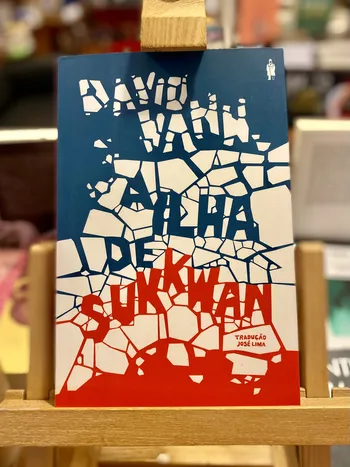 DAVID
VANN
A ILHA
DE
SUKKWAN
TRADUÇÃO
JOSÉ LIMA